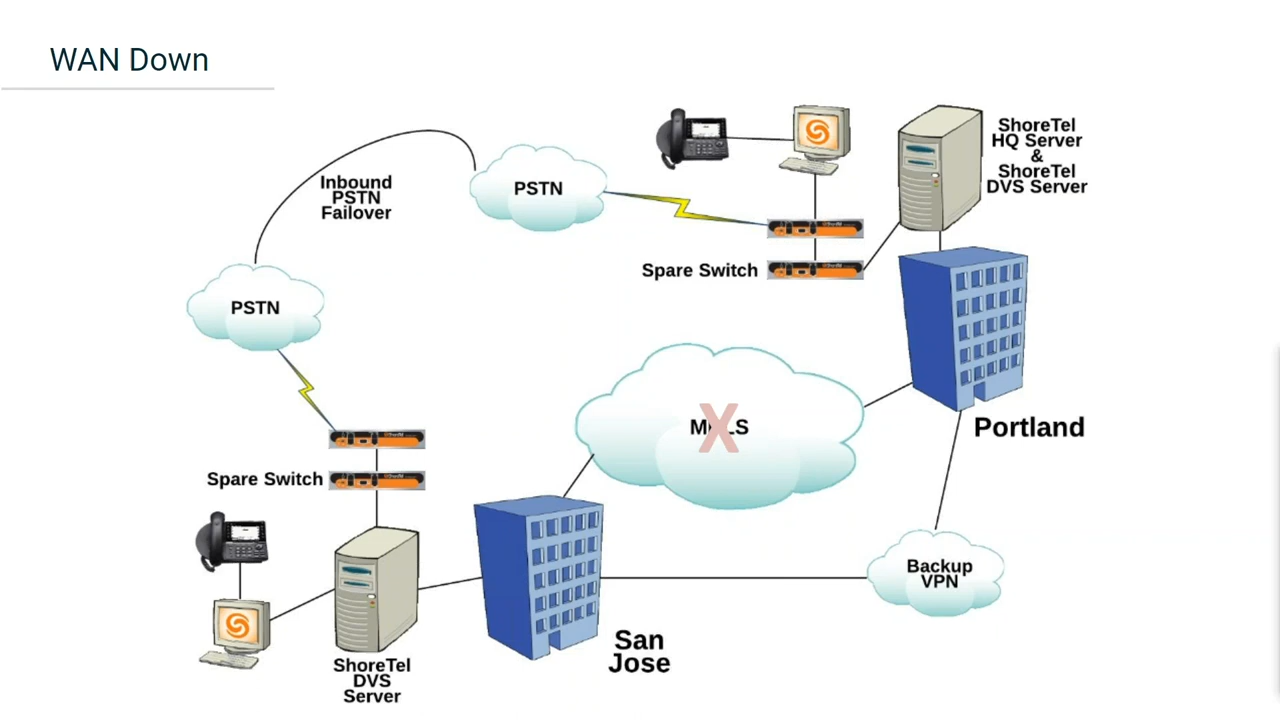 WAN Down
ShoreTel
HQ Server
&
ShoreTel
DVS Server
Inbound
PSTN
Failover
PSTN
Spare Switch
PSTN
X
Portland
Spare Switch
Backup
VPN
San
Jose
ShoreTel
DVS
Server